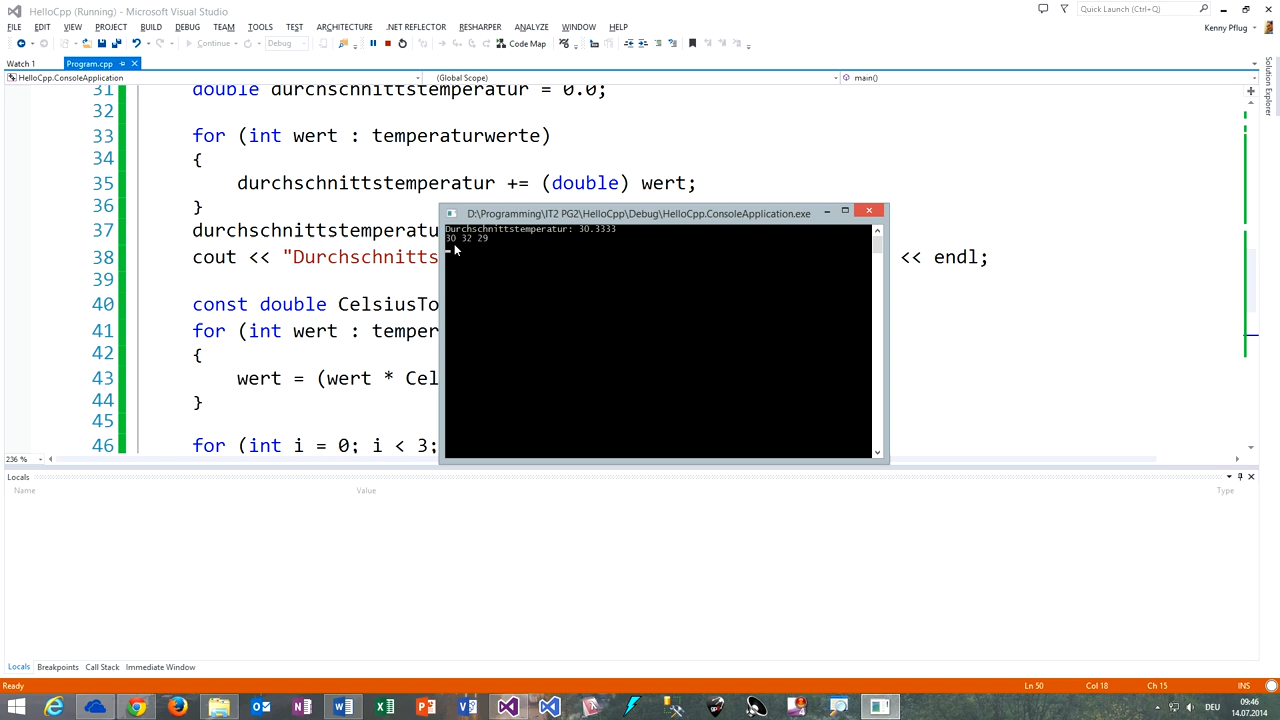 HelloCpp (Running) - Microsoft Visual Studio
Quick Launch (Ctrl+Q)
FILE EDIT VIEW PROJECT BUILD DEBUG TEAM TOOLS TEST ARCHITECTURE .NET REFLECTOR RESHARPER ANALYZE WINDOW HELP
Kenny Pflug
Continue Debug Code Map
Watch 1 Program.cpp
HelloCpp.ConsoleApplication (Global Scope) main()
Solution Explorer
31 double durchschnittstemperatur = 0.0;
32
33 for (int wert : temperaturwerte)
34 {
35 durchschnittstemperatur += (double) wert;
36 }
37 durchschnittstemperatu
38 cout << "Durchschnitts << endl;
39
40 const double CelsiusTo
41 for (int wert : temper
42 {
43 wert = (wert * Cel
44 }
45
46 for (int i = 0; i < 3;
D:\Programming\IT2 PG2\HelloCpp\Debug\HelloCpp.ConsoleApplication.exe
Durchschnittstemperatur: 30.3333
30 32 29
236 %
Locals
Name Value Type
Locals Breakpoints Call Stack Immediate Window
Ready Ln 50 Col 18 Ch 15 INS
DEU
09:46
14.07.2014